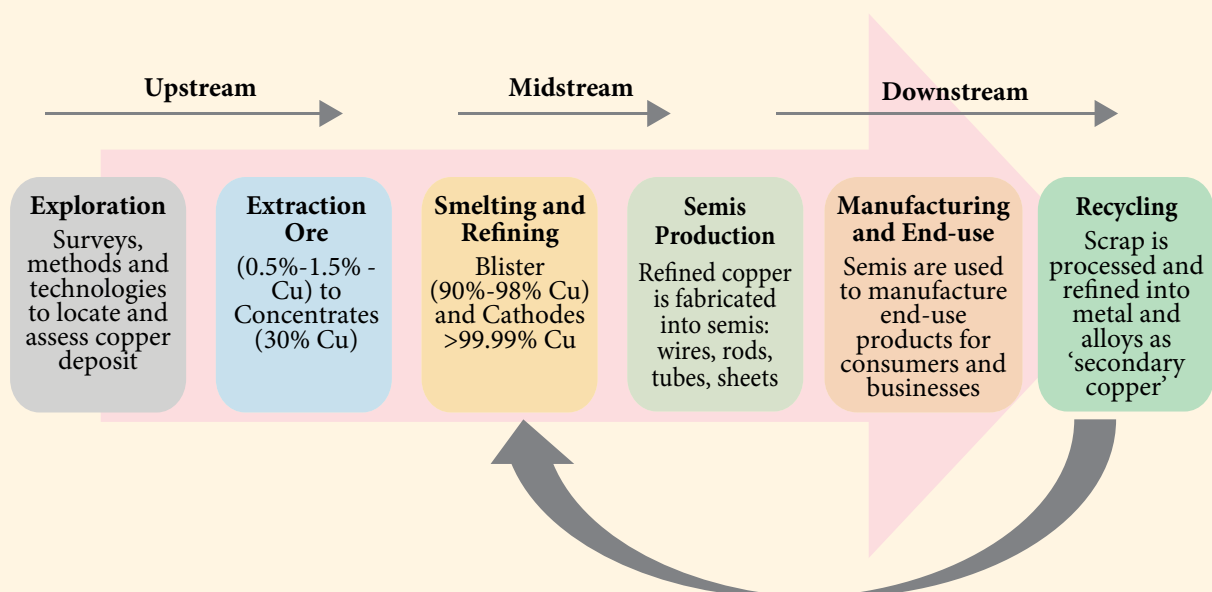 Upstream
Midstream
Downstream
Exploration
Surveys,
methods and
technologies
to locate and
assess copper
deposit
Extraction
Ore
(0.5%-1.5% -
Cu) to
Concentrates
(30% Cu)
Smelting and
Refining
Blister
(90%-98% Cu)
and Cathodes
>99.99% Cu
Semis
Production
Refined copper
is fabricated
into semis:
wires, rods,
tubes, sheets
Manufacturing
and End-use
Semis are used
to manufacture
end-use
products for
consumers and
businesses
Recycling
Scrap is
processed and
refined into
metal and
alloys as
‘secondary
copper’